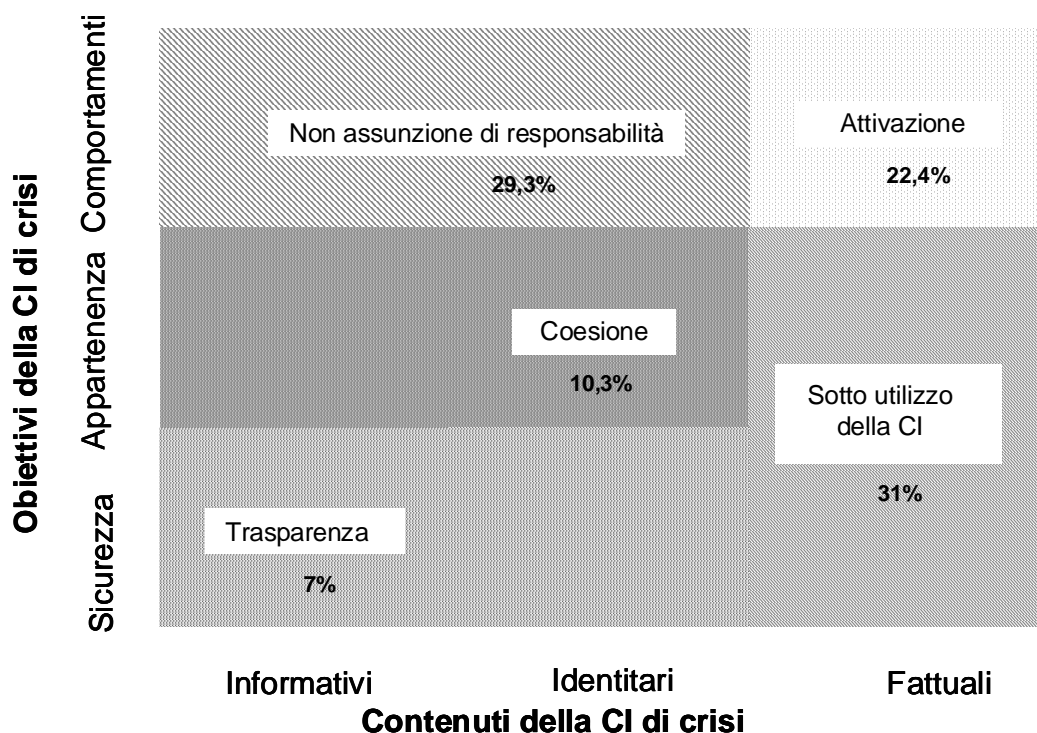 Obiettivi della CI di crisi
Comportamenti
Appartenenza
Sicurezza
Non assunzione di responsabilità
29,3%
Attivazione
22,4%
Coesione
10,3%
Sotto utilizzo
della CI
31%
Trasparenza
7%
Informativi
Identitari
Fattuali
Contenuti della CI di crisi